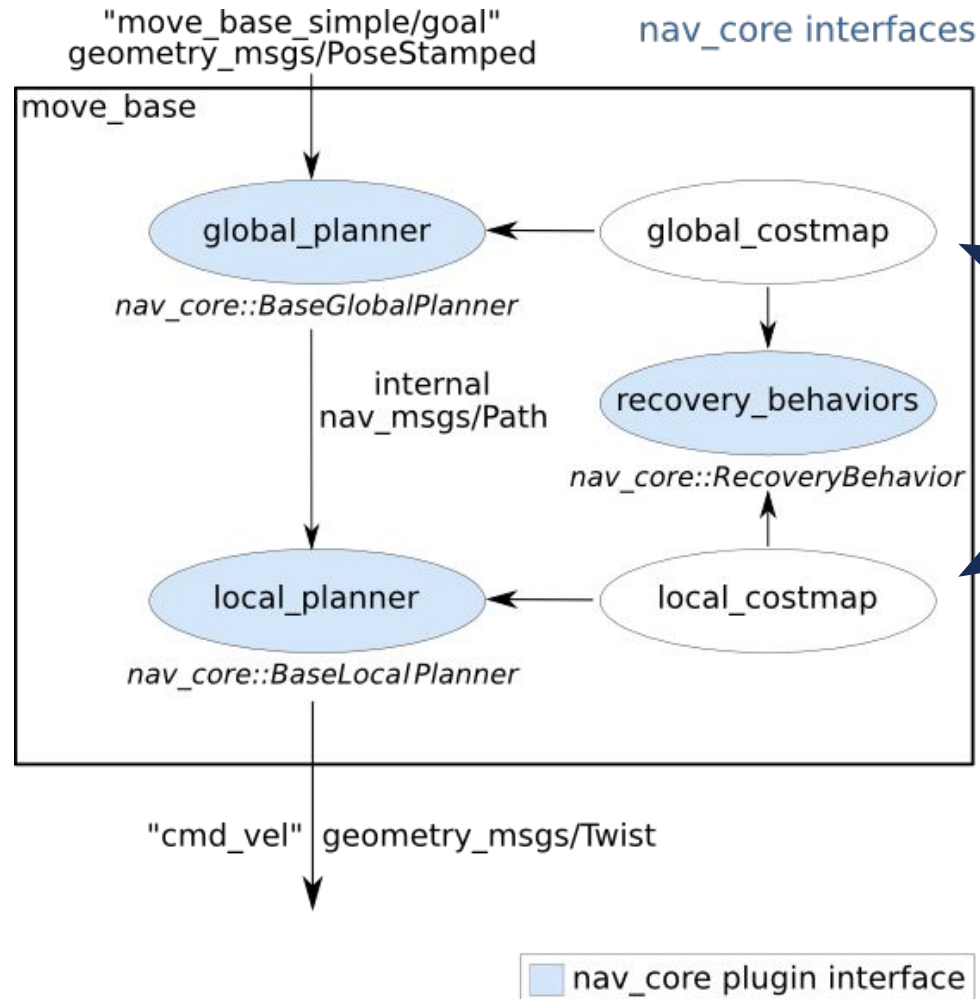 "move_base_simple/goal"
geometry_msgs/PoseStamped
nav_core interfaces
move_base
global_planner
global_costmap
nav_core::BaseGlobalPlanner
internal
nav_msgs/Path
recovery_behaviors
nav_core::RecoveryBehavior
local_planner
local_costmap
nav_core::BaseLocalPlanner
"cmd_vel" geometry_msgs/Twist
nav_core plugin interface